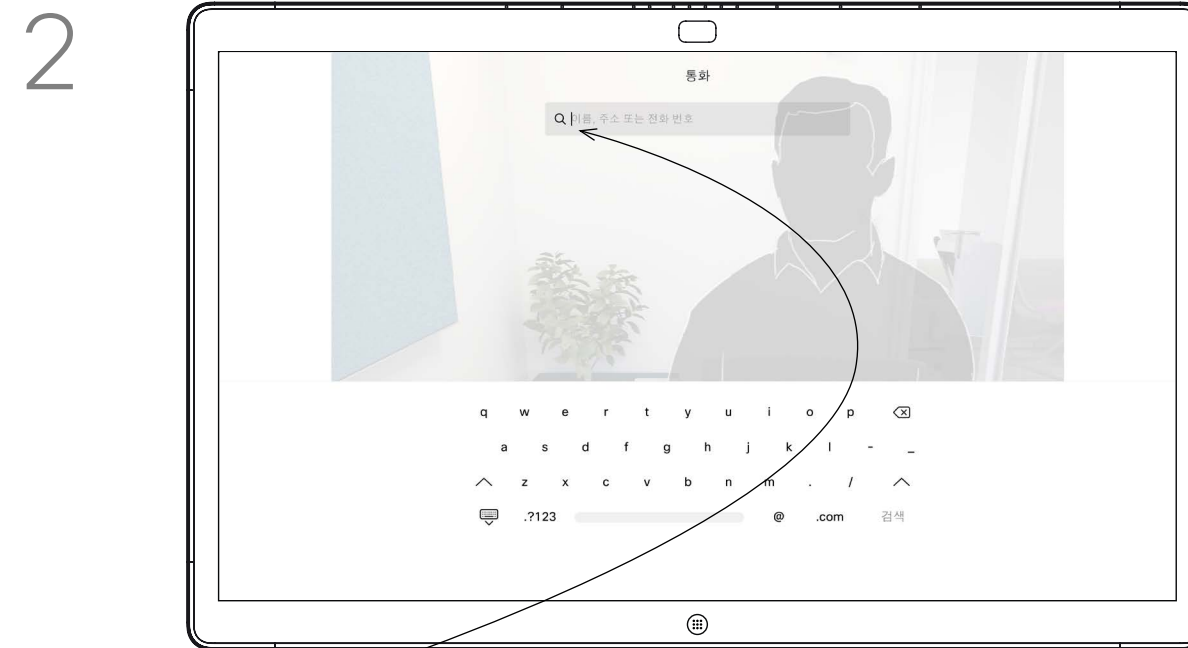 2
통화
이름, 주소 또는 전화 번호
q w e r t y u i o p
a s d f g h j k l - _
z x c v b n m . /
.?123 @ .com 검색